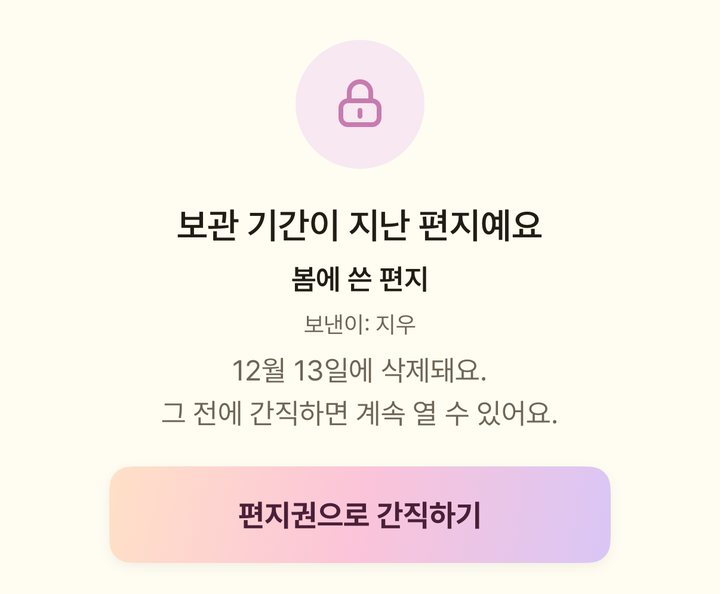 보관 기간이 지난 편지예요
봄에 쓴 편지
보낸이: 지우
12월 13일에 삭제돼요.
그 전에 간직하면 계속 열 수 있어요.
편지권으로 간직하기